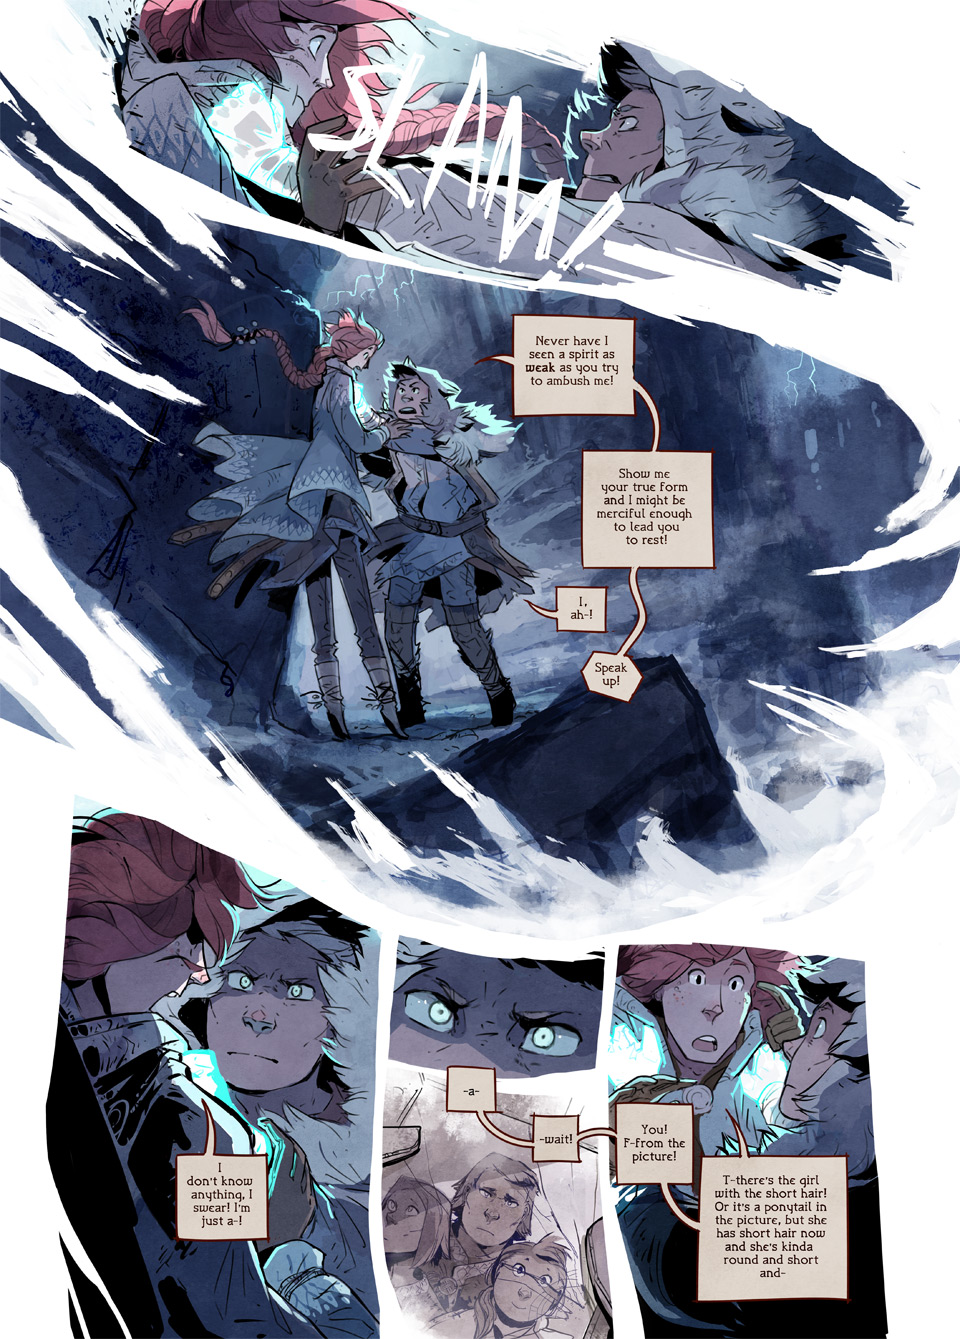 SLAM!
Never have I
seen a spirit as
weak as you try
to ambush me!
Show me
your true form
and I might be
merciful enough
to lead you
to rest!
I,
ah-!
Speak
up!
I
don't know
anything, I
swear! I'm
just a-!
-a-
-wait!
You!
F-from the
picture!
T-there's the girl
with the short hair!
Or it's a ponytail in
the picture, but she
has short hair now
and she's kinda
round and short
and-